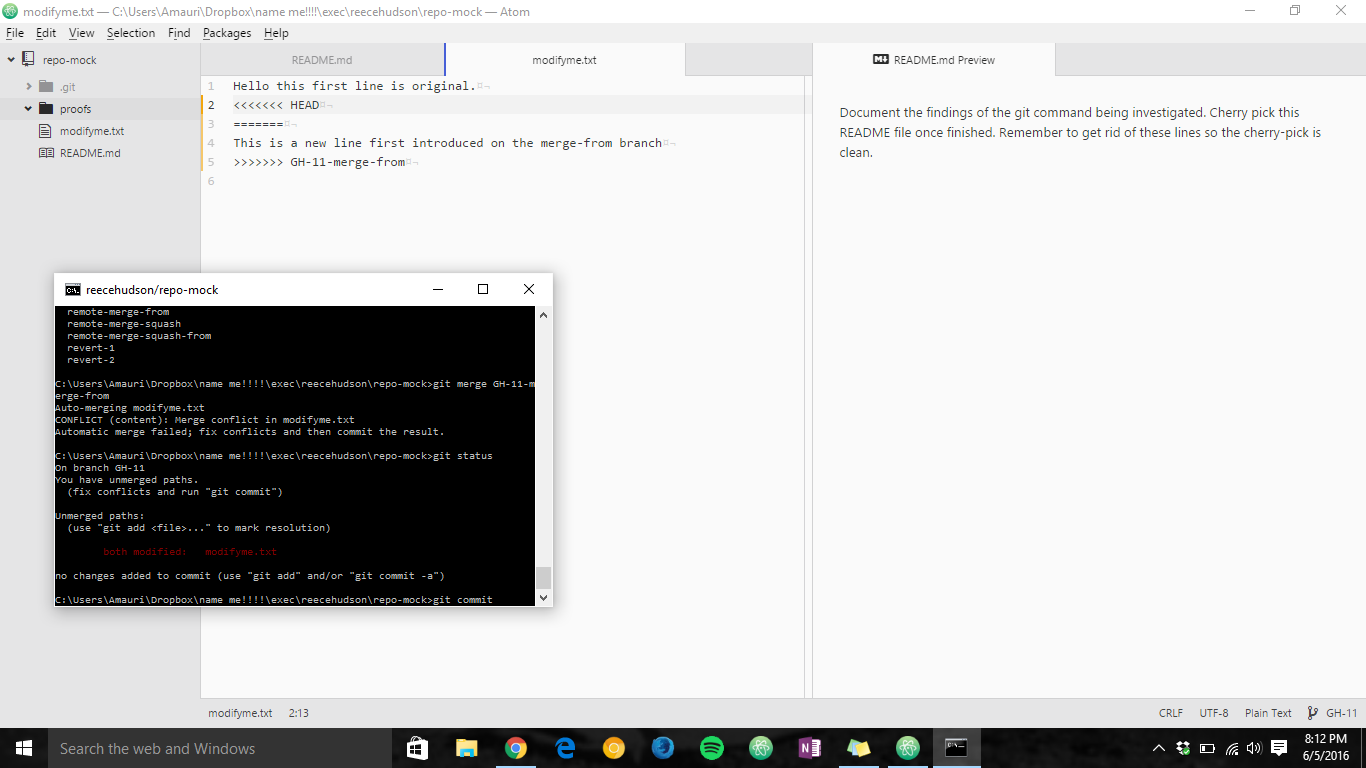 modifyme.txt — C:\Users\Amauri\Dropbox\name me!!!!\exec\reecehudson\repo-mock — Atom
File Edit View Selection Find Packages Help
repo-mock
.git
proofs
modifyme.txt
README.md
README.md
modifyme.txt
1 Hello this first line is original.¤¬
2 <<<<<<< HEAD¤¬
3 =======¤¬
4 This is a new line first introduced on the merge-from branch¤¬
5 >>>>>>> GH-11-merge-from¤¬
6
README.md Preview
Document the findings of the git command being investigated. Cherry pick this
README file once finished. Remember to get rid of these lines so the cherry-pick is
clean.
reecehudson/repo-mock
remote-merge-from
remote-merge-squash
remote-merge-squash-from
revert-1
revert-2
C:\Users\Amauri\Dropbox\name me!!!!\exec\reecehudson\repo-mock>git merge GH-11-m
erge-from
Auto-merging modifyme.txt
CONFLICT (content): Merge conflict in modifyme.txt
Automatic merge failed; fix conflicts and then commit the result.
C:\Users\Amauri\Dropbox\name me!!!!\exec\reecehudson\repo-mock>git status
On branch GH-11
You have unmerged paths.
(fix conflicts and run "git commit")
Unmerged paths:
(use "git add <file>..." to mark resolution)
both modified: modifyme.txt
no changes added to commit (use "git add" and/or "git commit -a")
C:\Users\Amauri\Dropbox\name me!!!!\exec\reecehudson\repo-mock>git commit
modifyme.txt 2:13
CRLF UTF-8 Plain Text GH-11
Search the web and Windows
8:12 PM
6/5/2016